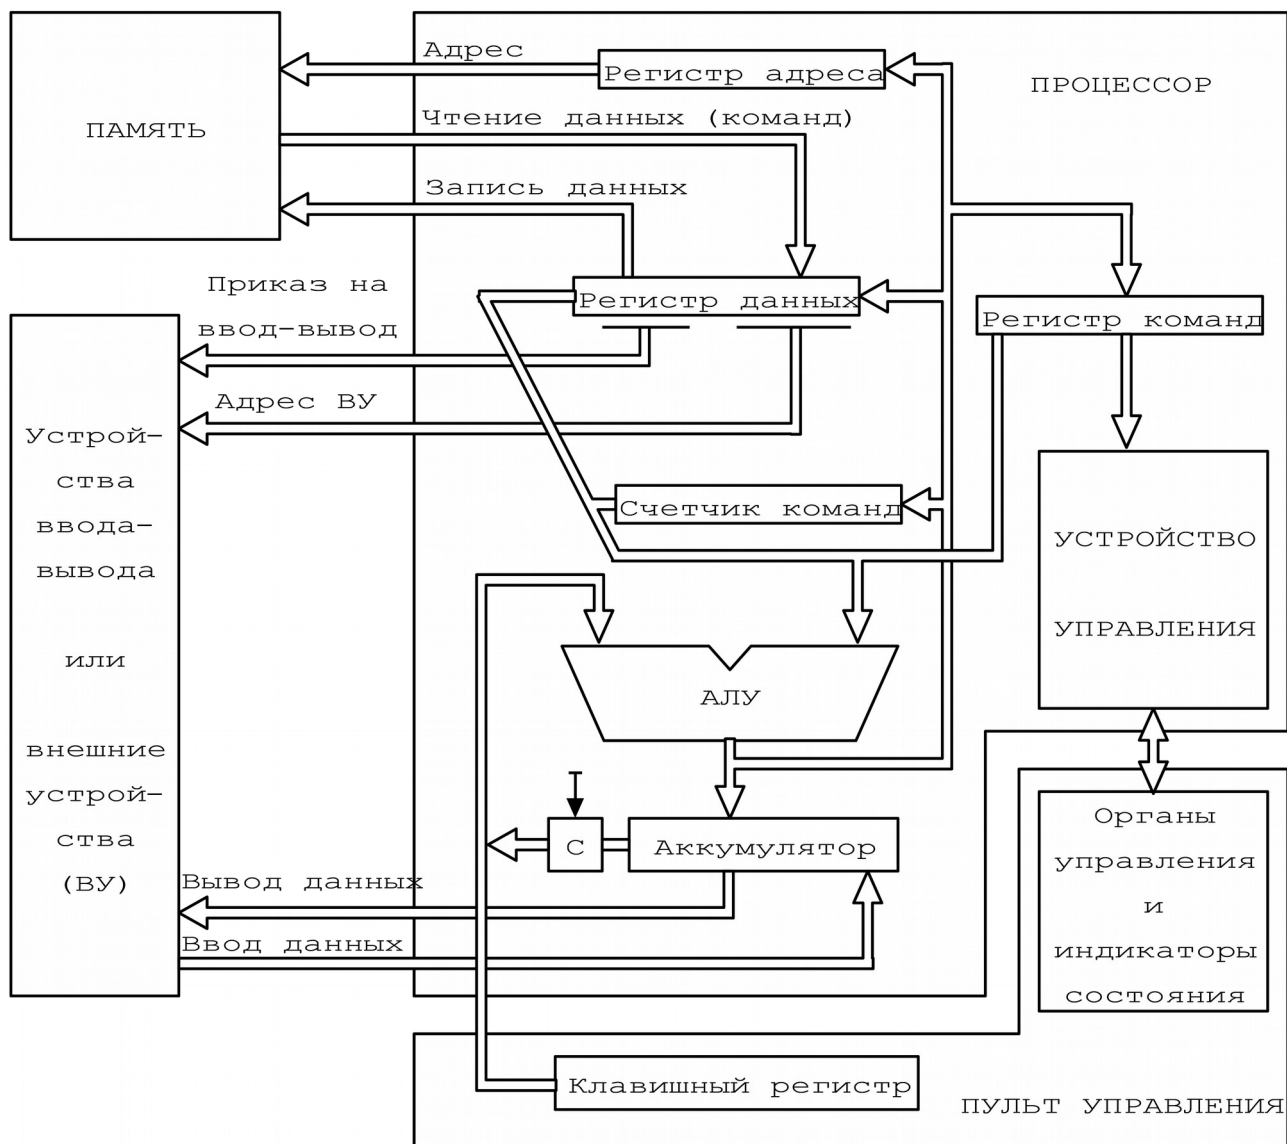 Адрес
Регистр адреса
ПРОЦЕССОР
ПАМЯТЬ
Чтение данных (команд)
Запись данных
Приказ на
ввод-вывод
Регистр данных
Регистр команд
Адрес ВУ
Устрой-
ства
ввода-
вывода
или
внешние
устрой-
ства
(ВУ)
Счетчик команд
УСТРОЙСТВО
УПРАВЛЕНИЯ
АЛУ
С
Аккумулятор
Органы
управления
и
индикаторы
состояния
Вывод данных
Ввод данных
Клавишный регистр
ПУЛЬТ УПРАВЛЕНИЯ